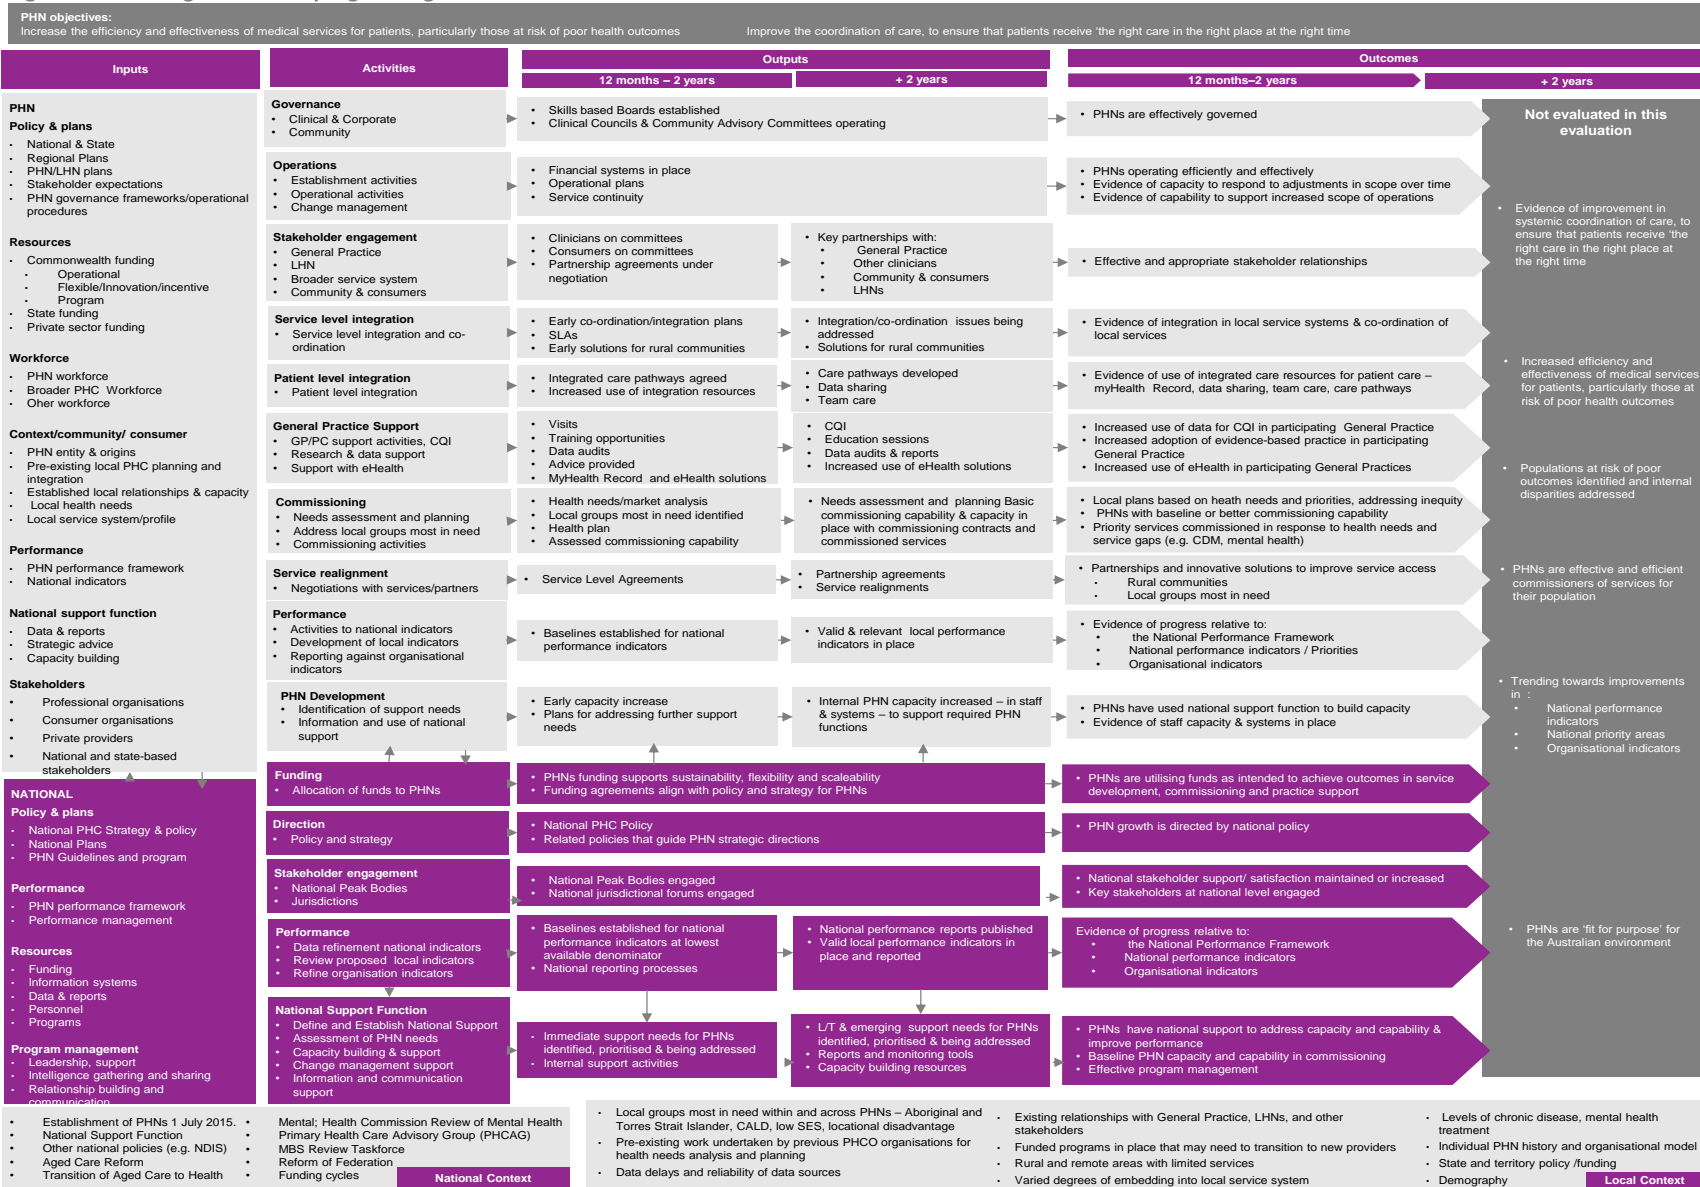 PHN objectives:
Increase the efficiency and effectiveness of medical services for patients, particularly those at risk of poor health outcomes
Improve the coordination of care, to ensure that patients receive ‘the right care in the right place at the right time
Inputs
Activities
Outputs
12 months – 2 years
+ 2 years
Outcomes
12 months–2 years
+ 2 years
PHN
Policy & plans
• National & State
• Regional Plans
• PHN/LHN plans
• Stakeholder expectations
• PHN governance frameworks/operational
procedures
Resources
• Commonwealth funding
• Operational
• Flexible/Innovation/incentive
• Program
• State funding
• Private sector funding
Workforce
• PHN workforce
• Broader PHC Workforce
• Oher workforce
Context/community/ consumer
• PHN entity & origins
• Pre-existing local PHC planning and
integration
• Established local relationships & capacity
• Local health needs
• Local service system/profile
Performance
• PHN performance framework
• National indicators
National support function
• Data & reports
• Strategic advice
• Capacity building
Stakeholders
• Professional organisations
• Consumer organisations
• Private providers
• National and state-based
stakeholders
NATIONAL
Policy & plans
• National PHC Strategy & policy
• National Plans
• PHN Guidelines and program
Performance
• PHN performance framework
• Performance management
Resources
• Funding
• Information systems
• Data & reports
• Personnel
• Programs
Program management
• Leadership, support
• Intelligence gathering and sharing
• Relationship building and
communication
Governance
• Clinical & Corporate
• Community
• Skills based Boards established
• Clinical Councils & Community Advisory Committees operating
• PHNs are effectively governed
Operations
• Establishment activities
• Operational activities
• Change management
• Financial systems in place
• Operational plans
• Service continuity
• PHNs operating efficiently and effectively
• Evidence of capacity to respond to adjustments in scope over time
• Evidence of capability to support increased scope of operations
Stakeholder engagement
• General Practice
• LHN
• Broader service system
• Community & consumers
• Clinicians on committees
• Consumers on committees
• Partnership agreements under
negotiation
• Key partnerships with:
• General Practice
• Other clinicians
• Community & consumers
• LHNs
• Effective and appropriate stakeholder relationships
Service level integration
• Service level integration and co-
ordination
• Early co-ordination/integration plans
• SLAs
• Early solutions for rural communities
• Integration/co-ordination issues being
addressed
• Solutions for rural communities
• Evidence of integration in local service systems & co-ordination of
local services
Patient level integration
• Patient level integration
• Integrated care pathways agreed
• Increased use of integration resources
• Care pathways developed
• Data sharing
• Team care
• Evidence of use of integrated care resources for patient care –
myHealth Record, data sharing, team care, care pathways
General Practice Support
• GP/PC support activities, CQI
• Research & data support
• Support with eHealth
• Visits
• Training opportunities
• Data audits
• Advice provided
• MyHealth Record and eHealth solutions
• CQI
• Education sessions
• Data audits & reports
• Increased use of eHealth solutions
• Increased use of data for CQI in participating General Practice
• Increased adoption of evidence-based practice in participating
General Practice
• Increased use of eHealth in participating General Practices
Commissioning
• Needs assessment and planning
• Address local groups most in need
• Commissioning activities
• Health needs/market analysis
• Local groups most in need identified
• Health plan
• Assessed commissioning capability
• Needs assessment and planning Basic
commissioning capability & capacity in
place with commissioning contracts and
commissioned services
• Local plans based on heath needs and priorities, addressing inequity
• PHNs with baseline or better commissioning capability
• Priority services commissioned in response to health needs and
service gaps (e.g. CDM, mental health)
Service realignment
• Negotiations with services/partners
• Service Level Agreements
• Partnership agreements
• Service realignments
• Partnerships and innovative solutions to improve service access
• Rural communities
• Local groups most in need
Performance
• Activities to national indicators
• Development of local indicators
• Reporting against organisational
indicators
• Baselines established for national
performance indicators
• Valid & relevant local performance
indicators in place
• Evidence of progress relative to:
• the National Performance Framework
• National performance indicators / Priorities
• Organisational indicators
PHN Development
• Identification of support needs
• Information and use of national
support
• Early capacity increase
• Plans for addressing further support
needs
• Internal PHN capacity increased – in staff
& systems – to support required PHN
functions
• PHNs have used national support function to build capacity
• Evidence of staff capacity & systems in place
Funding
• Allocation of funds to PHNs
• PHNs funding supports sustainability, flexibility and scaleability
• Funding agreements align with policy and strategy for PHNs
• PHNs are utilising funds as intended to achieve outcomes in service
development, commissioning and practice support
Direction
• Policy and strategy
• National PHC Policy
• Related policies that guide PHN strategic directions
• PHN growth is directed by national policy
Stakeholder engagement
• National Peak Bodies
• Jurisdictions
• National Peak Bodies engaged
• National jurisdictional forums engaged
• National stakeholder support/ satisfaction maintained or increased
• Key stakeholders at national level engaged
Performance
• Data refinement national indicators
• Review proposed local indicators
• Refine organisation indicators
• Baselines established for national
performance indicators at lowest
available denominator
• National reporting processes
• National performance reports published
• Valid local performance indicators in
place and reported
Evidence of progress relative to:
• the National Performance Framework
• National performance indicators
• Organisational indicators
National Support Function
• Define and Establish National Support
• Assessment of PHN needs
• Capacity building & support
• Change management support
• Information and communication
support
• Immediate support needs for PHNs
identified, prioritised & being addressed
• Internal support activities
• L/T & emerging support needs for PHNs
identified, prioritised & being addressed
• Reports and monitoring tools
• Capacity building resources
• PHNs have national support to address capacity and capability &
improve performance
• Baseline PHN capacity and capability in commissioning
• Effective program management
Not evaluated in this
evaluation
• Evidence of improvement in
systemic coordination of care, to
ensure that patients receive ‘the
right care in the right place at
the right time
• Increased efficiency and
effectiveness of medical services
for patients, particularly those at
risk of poor health outcomes
• Populations at risk of poor
outcomes identified and internal
disparities addressed
• PHNs are effective and efficient
commissioners of services for
their population
• Trending towards improvements
in :
• National performance
indicators
• National priority areas
• Organisational indicators
• PHNs are ‘fit for purpose’ for
the Australian environment
• Establishment of PHNs 1 July 2015.
• National Support Function
• Other national policies (e.g. NDIS)
• Aged Care Reform
• Transition of Aged Care to Health
• Mental; Health Commission Review of Mental Health
• Primary Health Care Advisory Group (PHCAG)
• MBS Review Taskforce
• Reform of Federation
• Funding cycles
National Context
• Local groups most in need within and across PHNs – Aboriginal and
Torres Strait Islander, CALD, low SES, locational disadvantage
• Pre-existing work undertaken by previous PHCO organisations for
health needs analysis and planning
• Data delays and reliability of data sources
• Existing relationships with General Practice, LHNs, and other
stakeholders
• Funded programs in place that may need to transition to new providers
• Rural and remote areas with limited services
• Varied degrees of embedding into local service system
• Levels of chronic disease, mental health
treatment
• Individual PHN history and organisational model
• State and territory policy /funding
• Demography
Local Context